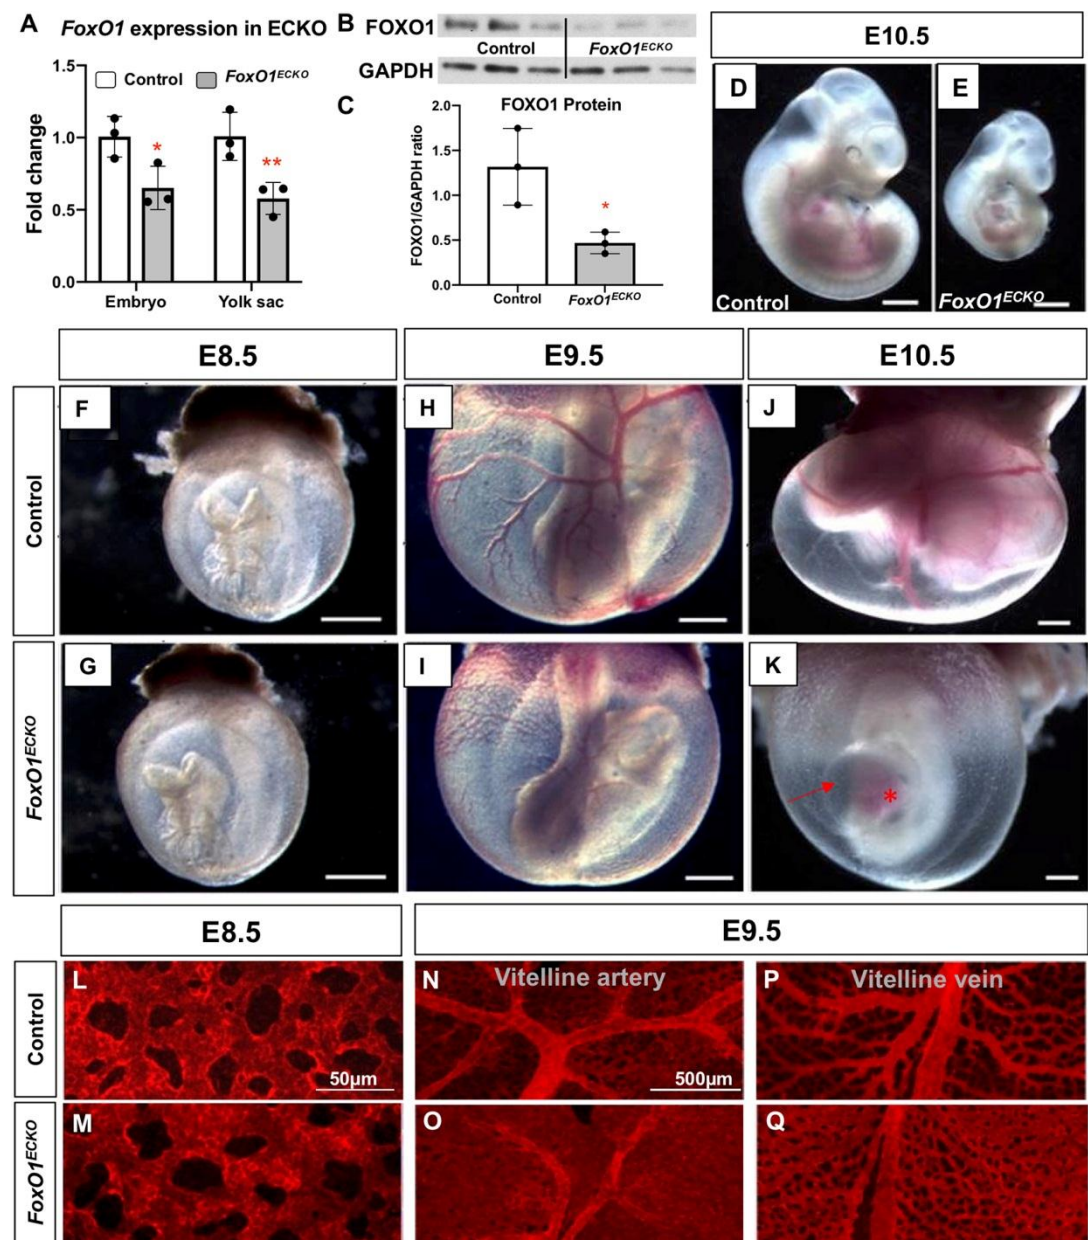 A FoxO1 expression in ECKO
Fold change
1.5
1.0
0.5
0.0
Control FoxO1ECKO
*
**
Embryo Yolk sac
B FOXO1
Control FoxO1ECKO
GAPDH
C FOXO1 Protein
FOXO1/GAPDH ratio
2.0
1.5
1.0
0.5
0.0
*
Control FoxO1ECKO
E10.5
D E
Control FoxO1ECKO
E8.5 E9.5 E10.5
Control
F H J
FoxO1ECKO
G I K
*
E8.5 E9.5
Control
L N Vitelline artery P Vitelline vein
50µm 500µm
FoxO1ECKO
M O Q